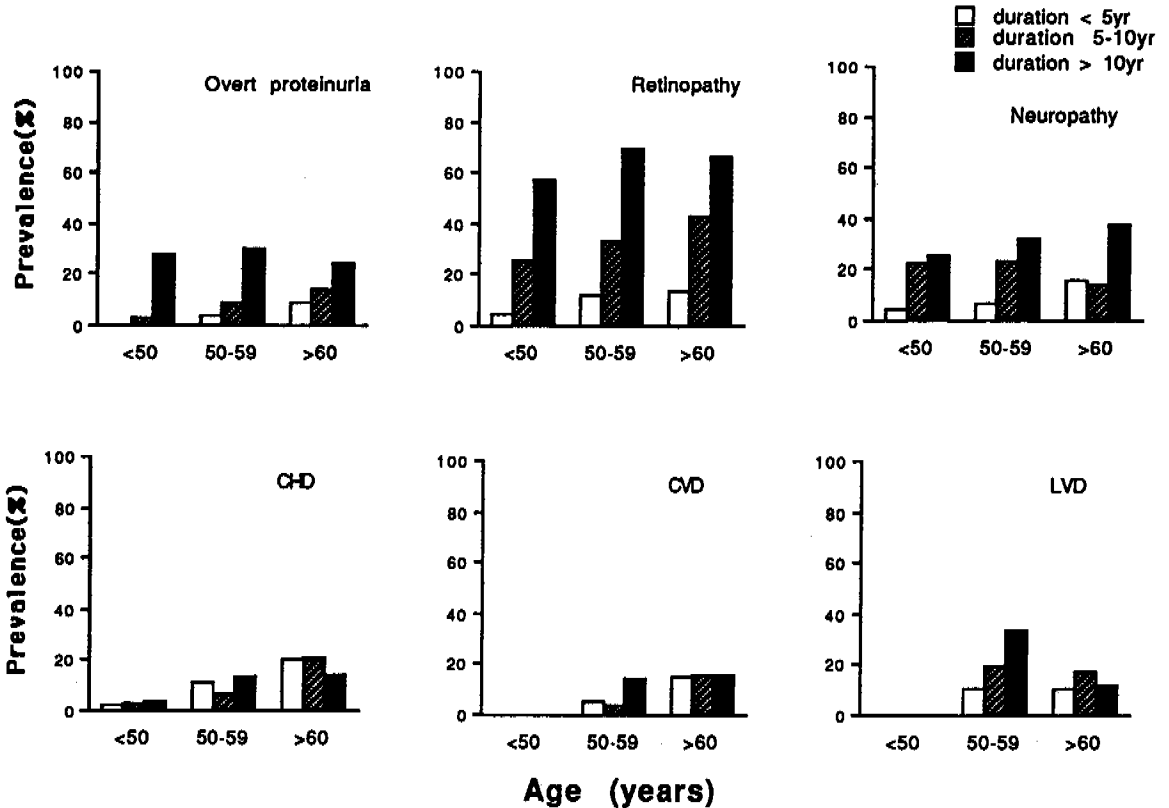 duration < 5yr
duration 5-10yr
duration > 10yr
Overt proteinuria
Prevalence(%)
100
80
60
40
20
0
<50 50-59 >60
Retinopathy
100
80
60
40
20
0
<50 50-59 >60
Neuropathy
100
80
60
40
20
0
<50 50-59 >60
CHD
Prevalence(%)
100
80
60
40
20
0
<50 50-59 >60
CVD
100
80
60
40
20
0
<50 50-59 >60
LVD
100
80
60
40
20
0
<50 50-59 >60
Age (years)